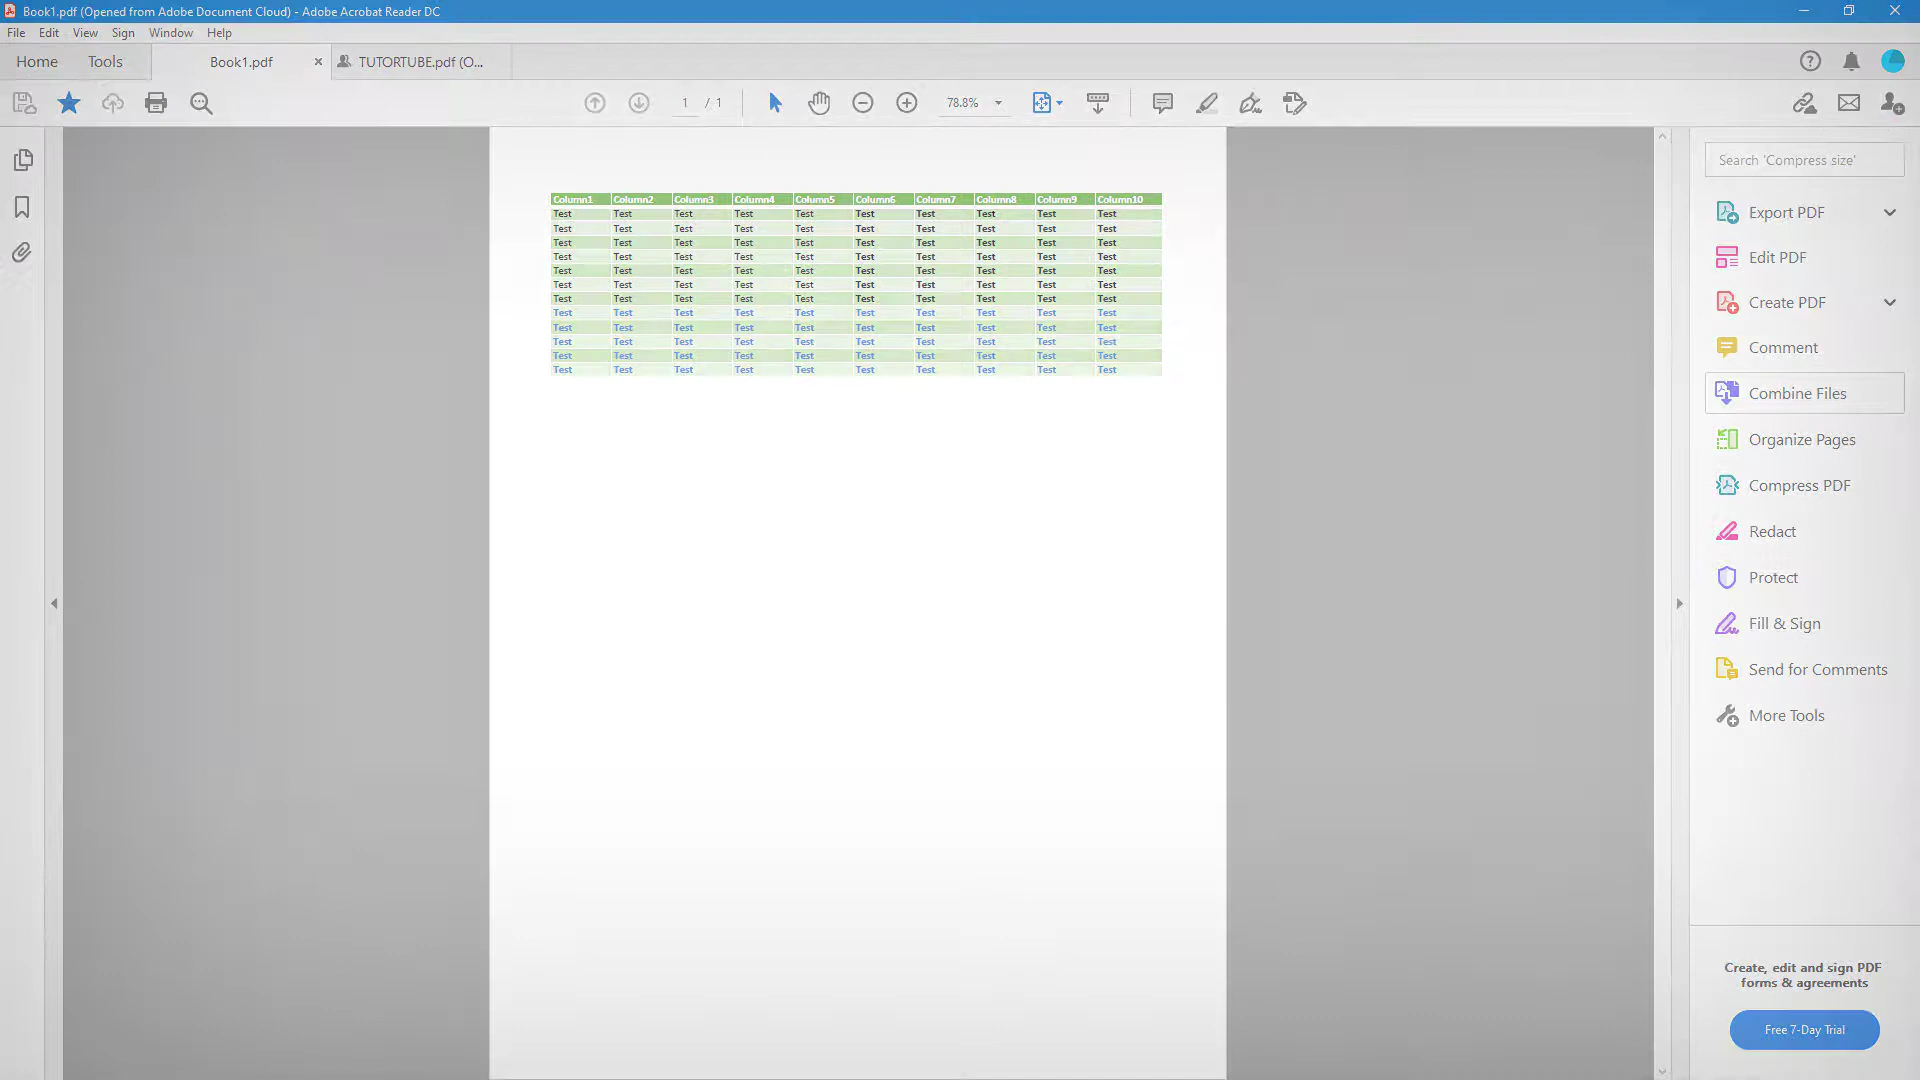 Book1.pdf (Opened from Adobe Document Cloud) - Adobe Acrobat Reader DC
File Edit View Sign Window Help
Home Tools Book1.pdf TUTORTUBE.pdf (O...
1 / 1 78.8%
Column1 Column2 Column3 Column4 Column5 Column6 Column7 Column8 Column9 Column10
Test Test Test Test Test Test Test Test Test Test
Test Test Test Test Test Test Test Test Test Test
Test Test Test Test Test Test Test Test Test Test
Test Test Test Test Test Test Test Test Test Test
Test Test Test Test Test Test Test Test Test Test
Test Test Test Test Test Test Test Test Test Test
Test Test Test Test Test Test Test Test Test Test
Test Test Test Test Test Test Test Test Test Test
Test Test Test Test Test Test Test Test Test Test
Test Test Test Test Test Test Test Test Test Test
Test Test Test Test Test Test Test Test Test Test
Test Test Test Test Test Test Test Test Test Test
Search 'Compress size'
Export PDF
Edit PDF
Create PDF
Comment
Combine Files
Organize Pages
Compress PDF
Redact
Protect
Fill & Sign
Send for Comments
More Tools
Create, edit and sign PDF
forms & agreements
Free 7-Day Trial